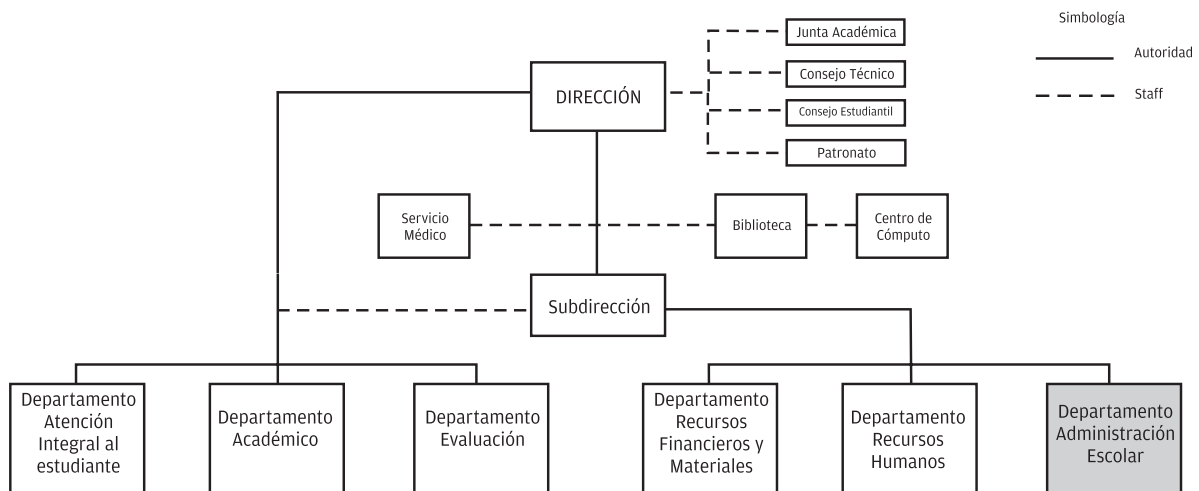 Simbología
Autoridad
Staff
Junta Académica
Consejo Técnico
Consejo Estudiantil
Patronato
DIRECCIÓN
Servicio
Médico
Biblioteca
Centro de
Cómputo
Subdirección
Departamento
Atención
Integral al
estudiante
Departamento
Académico
Departamento
Evaluación
Departamento
Recursos
Financieros y
Materiales
Departamento
Recursos
Humanos
Departamento
Administración
Escolar